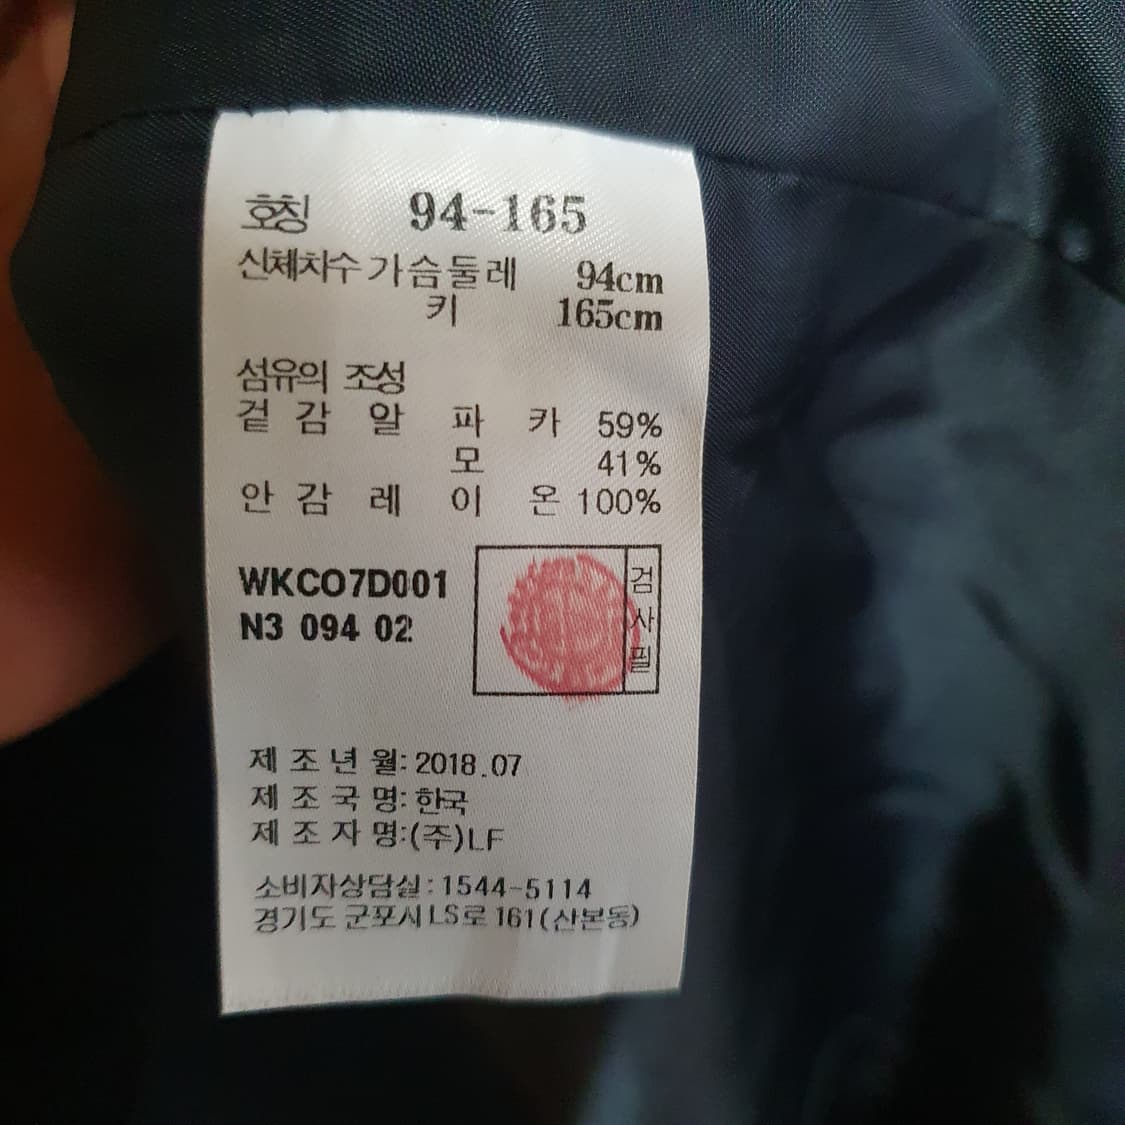 호칭 94-165
신체치수 가슴둘레 94cm
키 165cm
섬유의 조성
겉감 알파카 59%
모 41%
안감 레이온 100%
WKCO7D001
N3 094 02
검사필
제조년월: 2018.07
제조국명: 한국
제조자명:(주)LF
소비자상담실: 1544-5114
경기도 군포시 LS로 161(산본동)